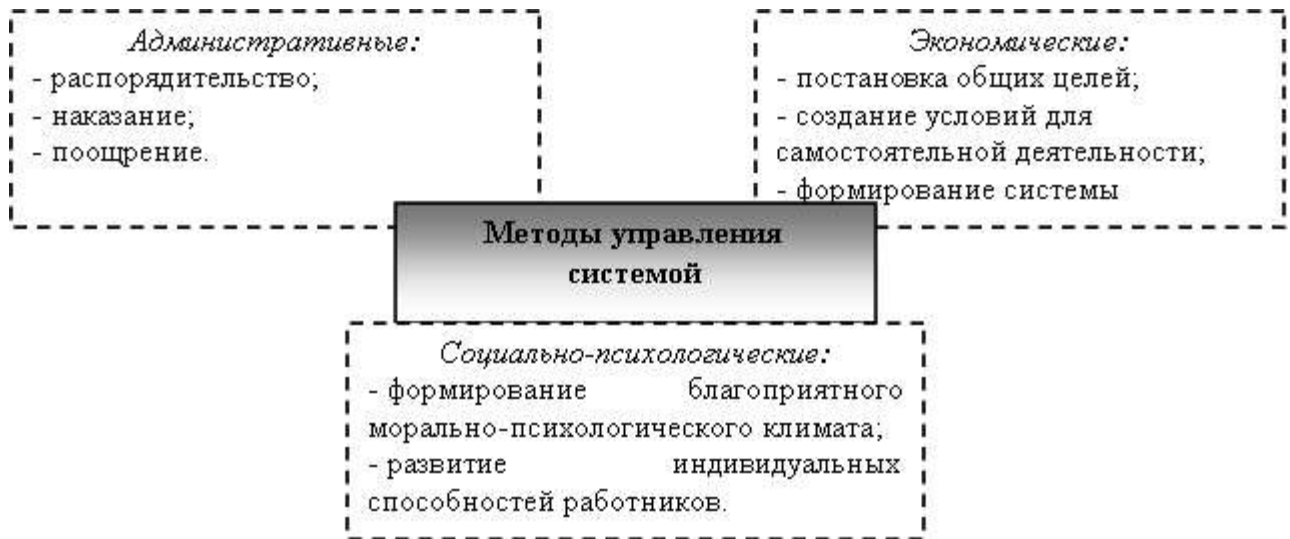 Административные:
- распорядительство;
- наказание;
- поощрение.
Экономические:
- постановка общих целей;
- создание условий для
самостоятельной деятельности;
- формирование системы
Методы управления
системой
Социально-психологические:
- формирование благоприятного
морально-психологического климата;
- развитие индивидуальных
способностей работников.